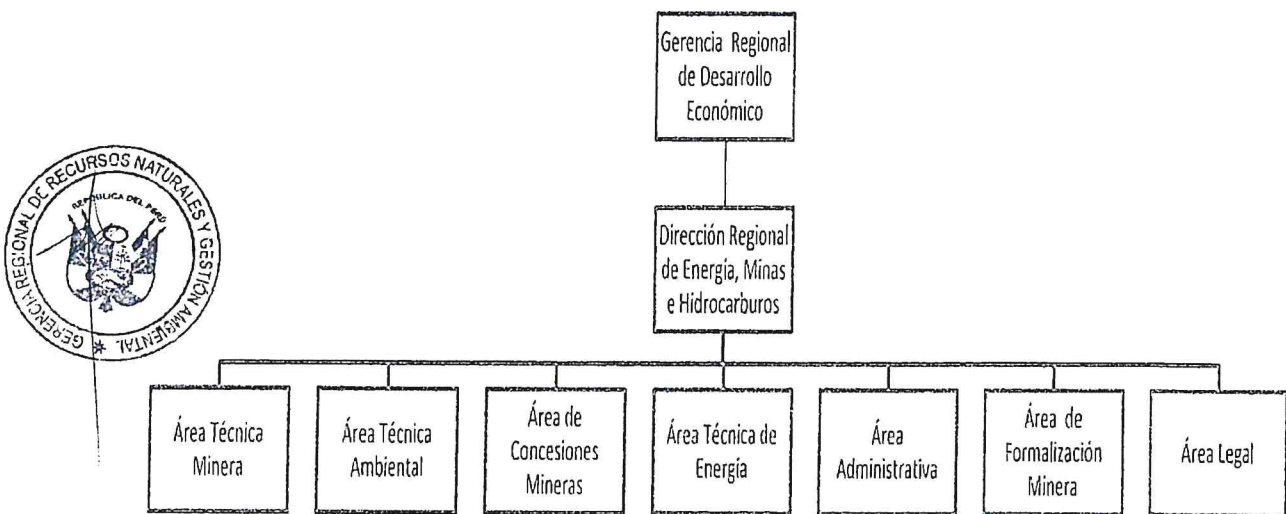 Gerencia Regional
de Desarrollo
Económico
GERENCIA REGIONAL DE RECURSOS NATURALES Y GESTIÓN AMBIENTAL
REPÚBLICA DEL PERÚ
Dirección Regional
de Energía, Minas
e Hidrocarburos
Área Técnica
Minera
Área Técnica
Ambiental
Área de
Concesiones
Mineras
Área Técnica de
Energía
Área
Administrativa
Área de
Formalización
Minera
Área Legal